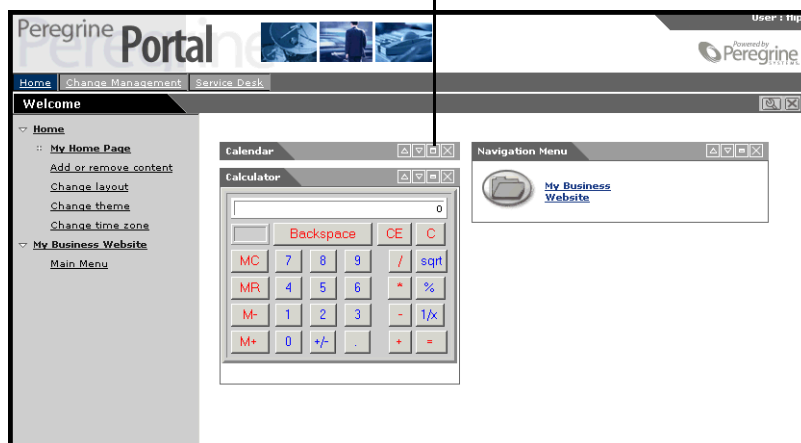 User : flip
Peregrine Portal
Powered by
Peregrine
SYSTEMS
Home Change Management Service Desk
Welcome
Home
My Home Page
Add or remove content
Change layout
Change theme
Change time zone
My Business Website
Main Menu
Calendar
Calculator
0
Backspace CE C
MC 7 8 9 / sqrt
MR 4 5 6 * %
M- 1 2 3 - 1/x
M+ 0 +/- . + =
Navigation Menu
My Business
Website